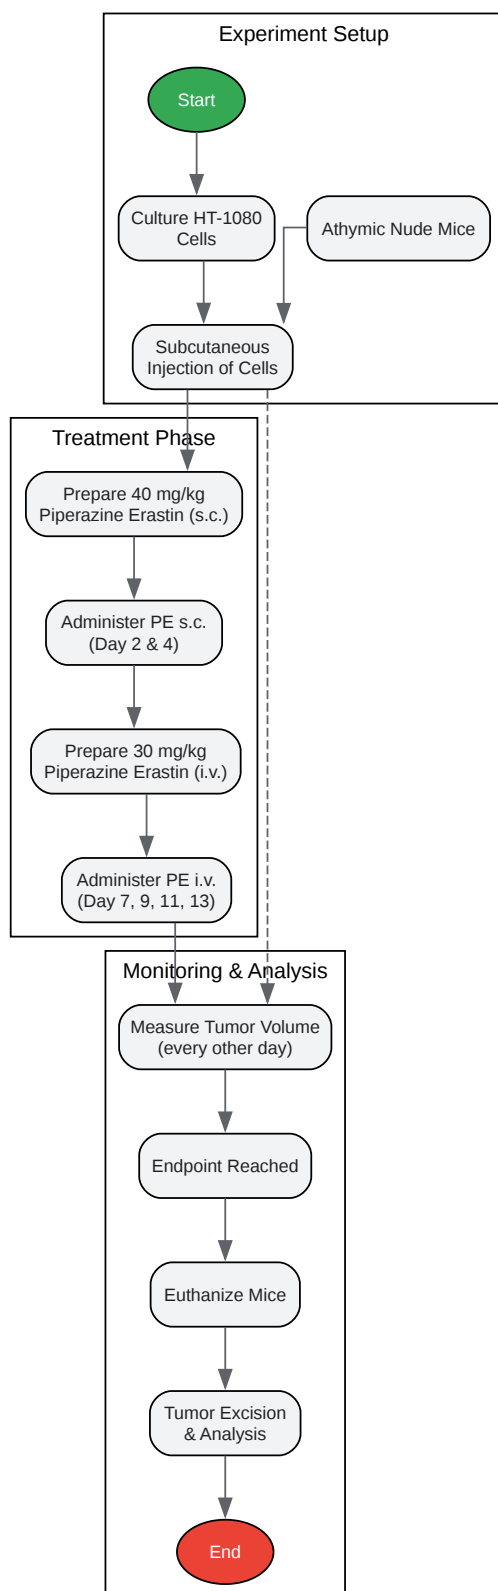 Experiment Setup
Start
Culture HT-1080
Cells
Athymic Nude Mice
Subcutaneous
Injection of Cells
Treatment Phase
Prepare 40 mg/kg
Piperazine Erastin (s.c.)
Administer PE s.c.
(Day 2 & 4)
Prepare 30 mg/kg
Piperazine Erastin (i.v.)
Administer PE i.v.
(Day 7, 9, 11, 13)
Monitoring & Analysis
Measure Tumor Volume
(every other day)
Endpoint Reached
Euthanize Mice
Tumor Excision
& Analysis
End